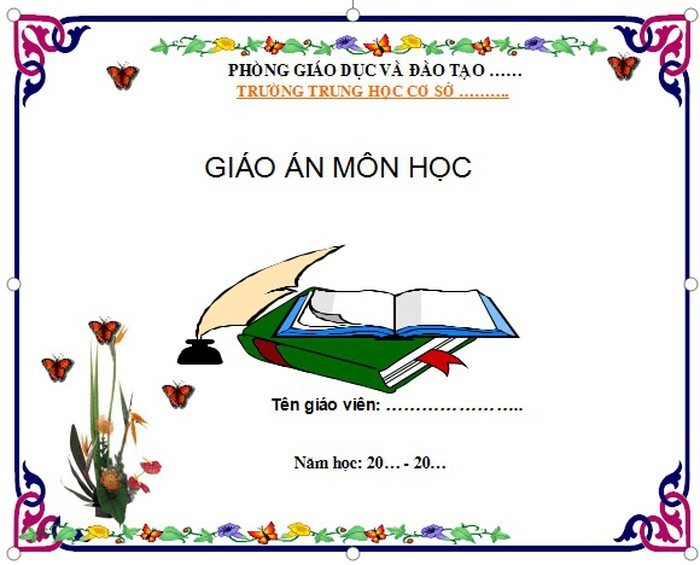 PHÒNG GIÁO DỤC VÀ ĐÀO TẠO ……
TRƯỜNG TRUNG HỌC CƠ SỞ ……….
GIÁO ÁN MÔN HỌC
Tên giáo viên: …………………..
Năm học: 20… - 20…